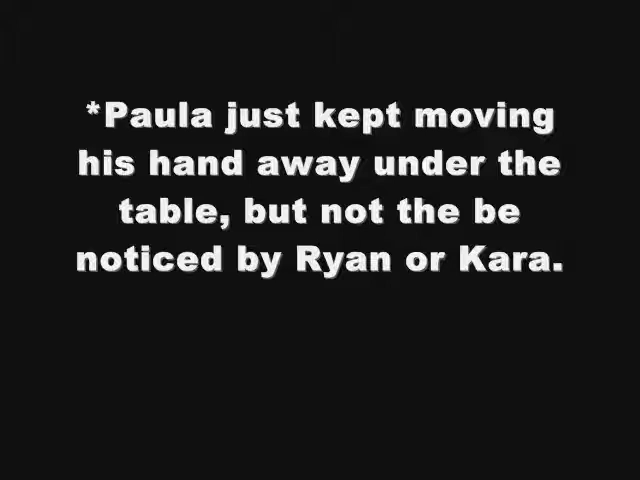 *Paula just kept moving
his hand away under the
table, but not the be
noticed by Ryan or Kara.